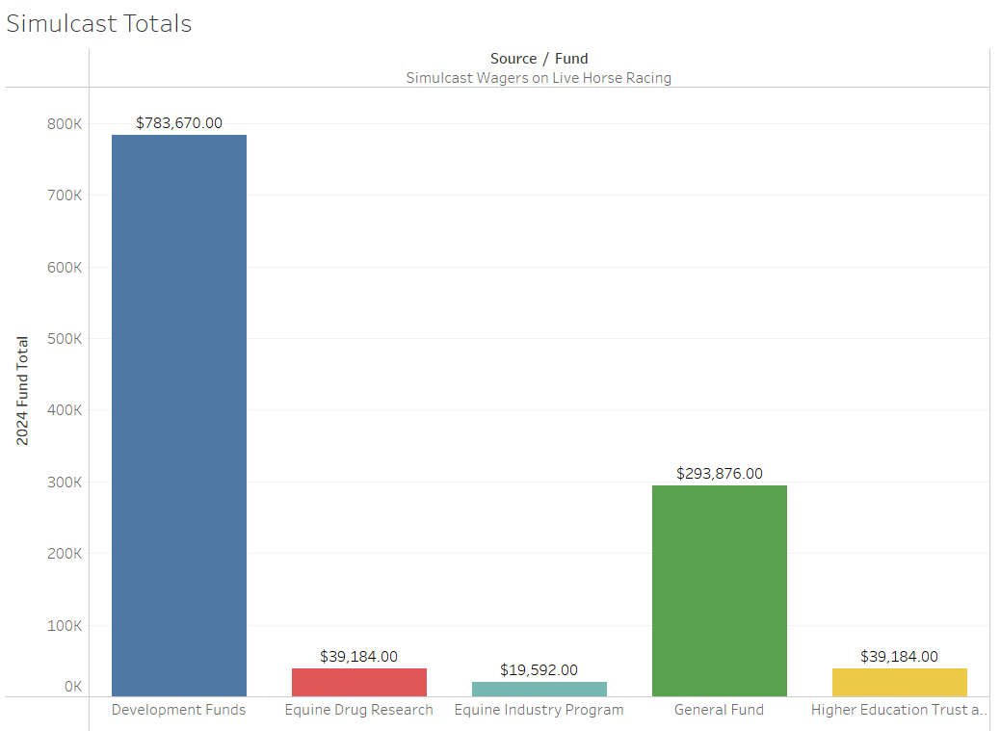 Simulcast Totals
Source / Fund
Simulcast Wagers on Live Horse Racing
800K
$783,670.00
700K
600K
500K
2024 Fund Total
400K
300K
$293,876.00
200K
100K
$39,184.00
$19,592.00
$39,184.00
0K
Development Funds
Equine Drug Research
Equine Industry Program
General Fund
Higher Education Trust a..